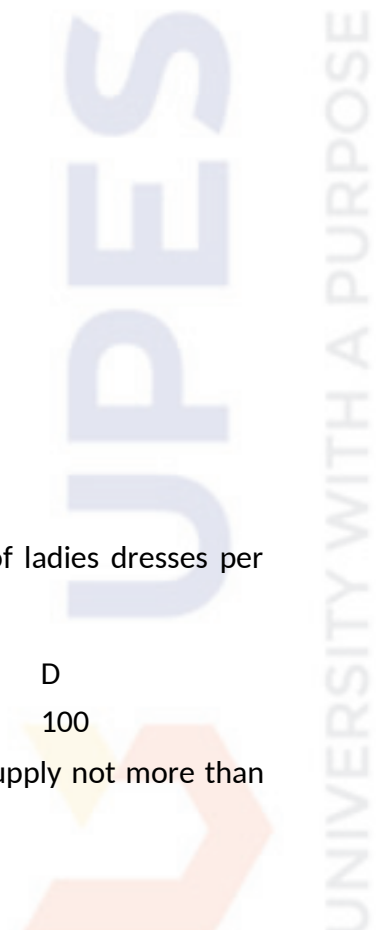 UPES
UNIVERSITY WITH A PURPOSE
of ladies dresses per
D
100
upply not more than